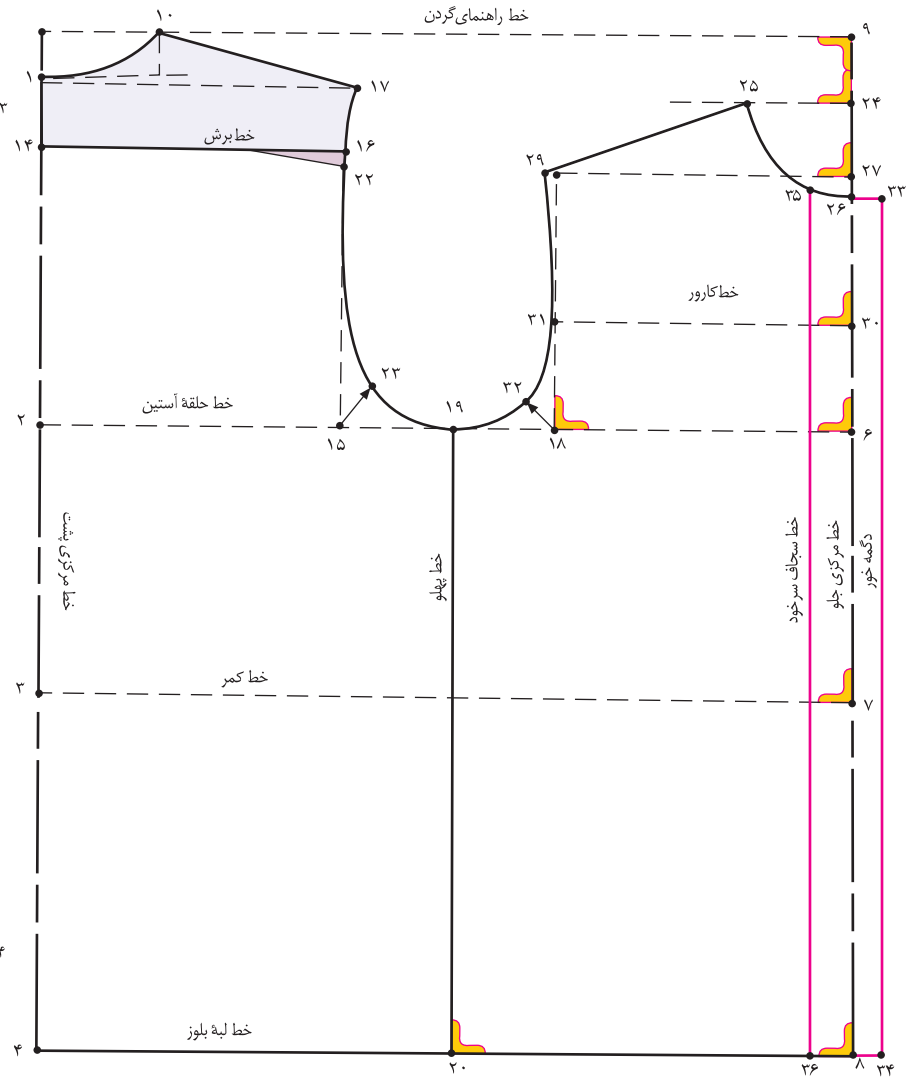 خط راهنمای گردن
۱۰
۹
۱
۱۷
۲۵
۲۴
۳
خط برش
۱۴
۱۶
۲۲
۲۹
۲۷
۳۵
۲۶
۳۳
خط کارور
۳۱
۳۰
۲۳
۳۲
خط حلقهٔ آستین
۱۹
۲
۱۵
۱۸
۶
خط مرکزی پشت
خط پهلو
خط سجاف سرخود
خط مرکزی جلو
دگمه خور
خط کمر
۳
۷
۴
خط لبهٔ بلوز
۴
۲۰
۳۶
۸
۳۴